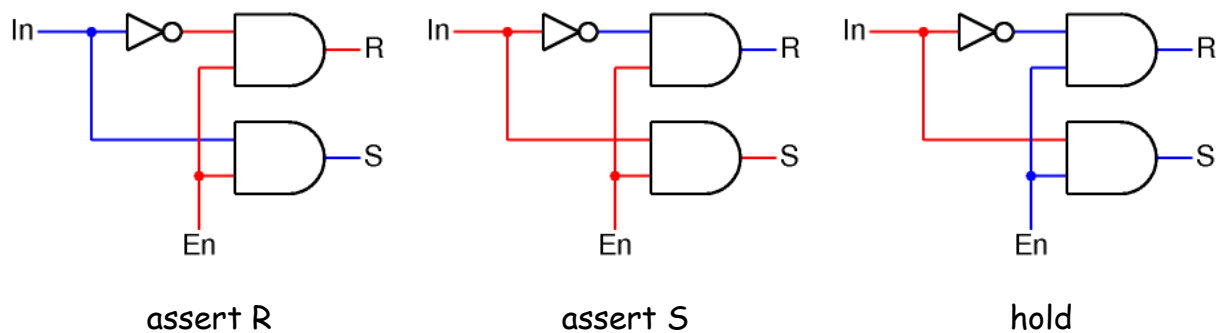 In R In R In R
S S S
En En En
assert R assert S hold